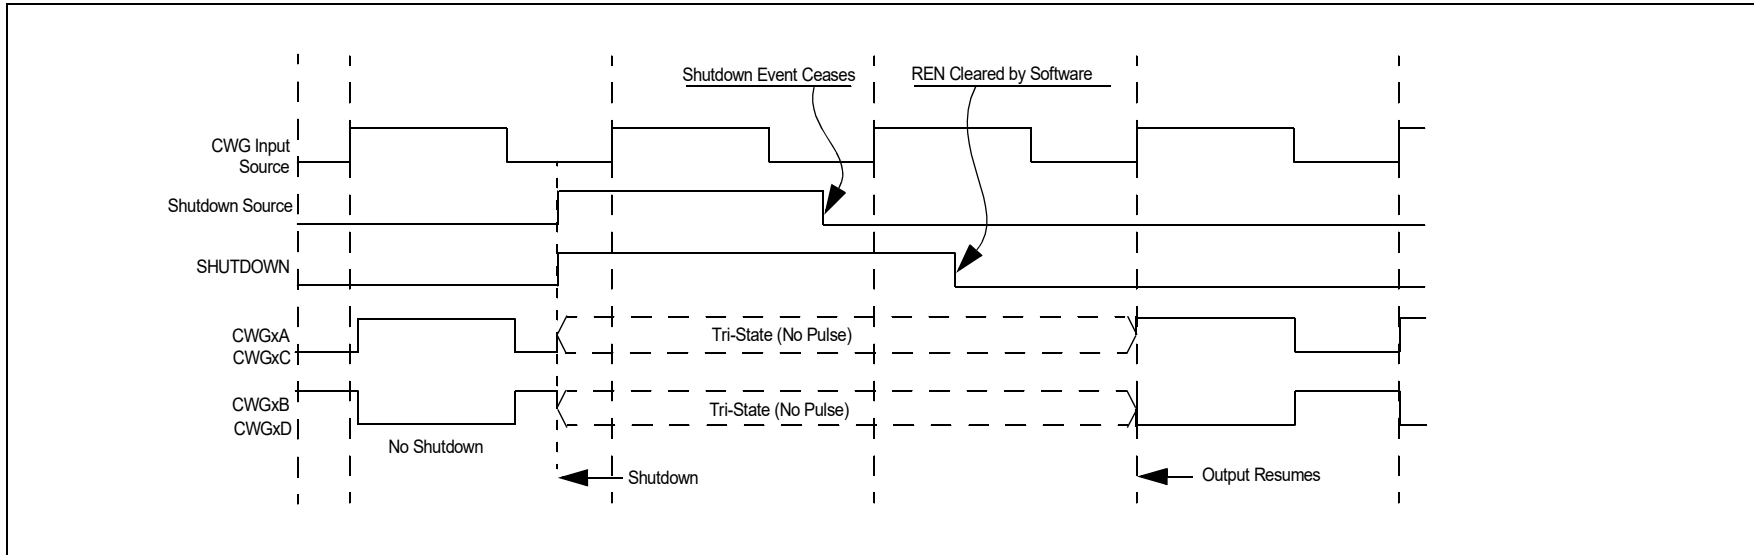 Shutdown Event Ceases
REN Cleared by Software
CWG Input
Source
Shutdown Source
SHUTDOWN
CWGxA
CWGxC
Tri-State (No Pulse)
CWGxB
CWGxD
Tri-State (No Pulse)
No Shutdown
Shutdown
Output Resumes